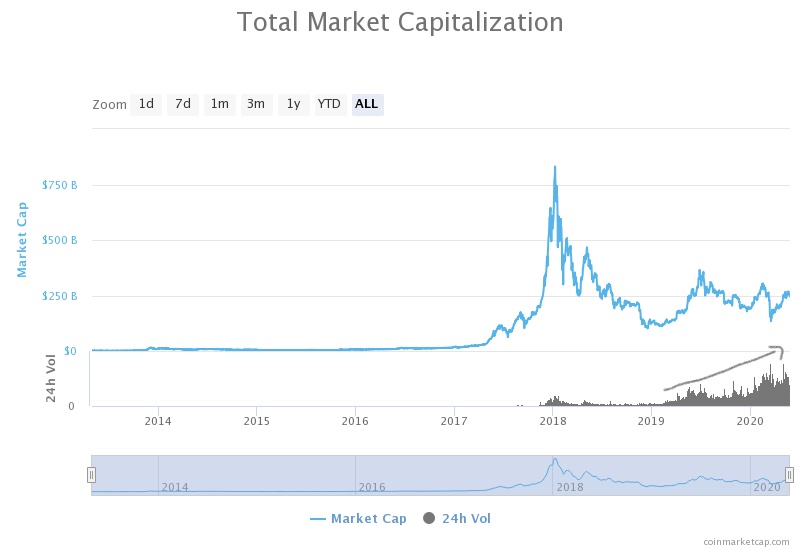 Total Market Capitalization
Zoom 1d 7d 1m 3m 1y YTD ALL
Market Cap
$750 B
$500 B
$250 B
$0
24h Vol
0
2014 2015 2016 2017 2018 2019 2020
2014 2016 2018 2020
Market Cap 24h Vol
coinmarketcap.com